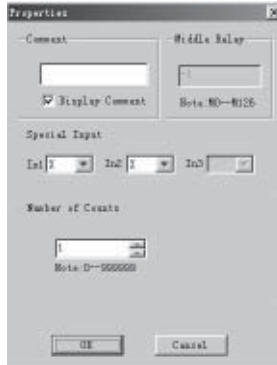 Properties
Comment
Middle Relay
-1
Display Comment
Note:M0--M126
Special Input
In1 X In2 X In3
Number of Counts
1
Note:0--999999
OK
Cancel